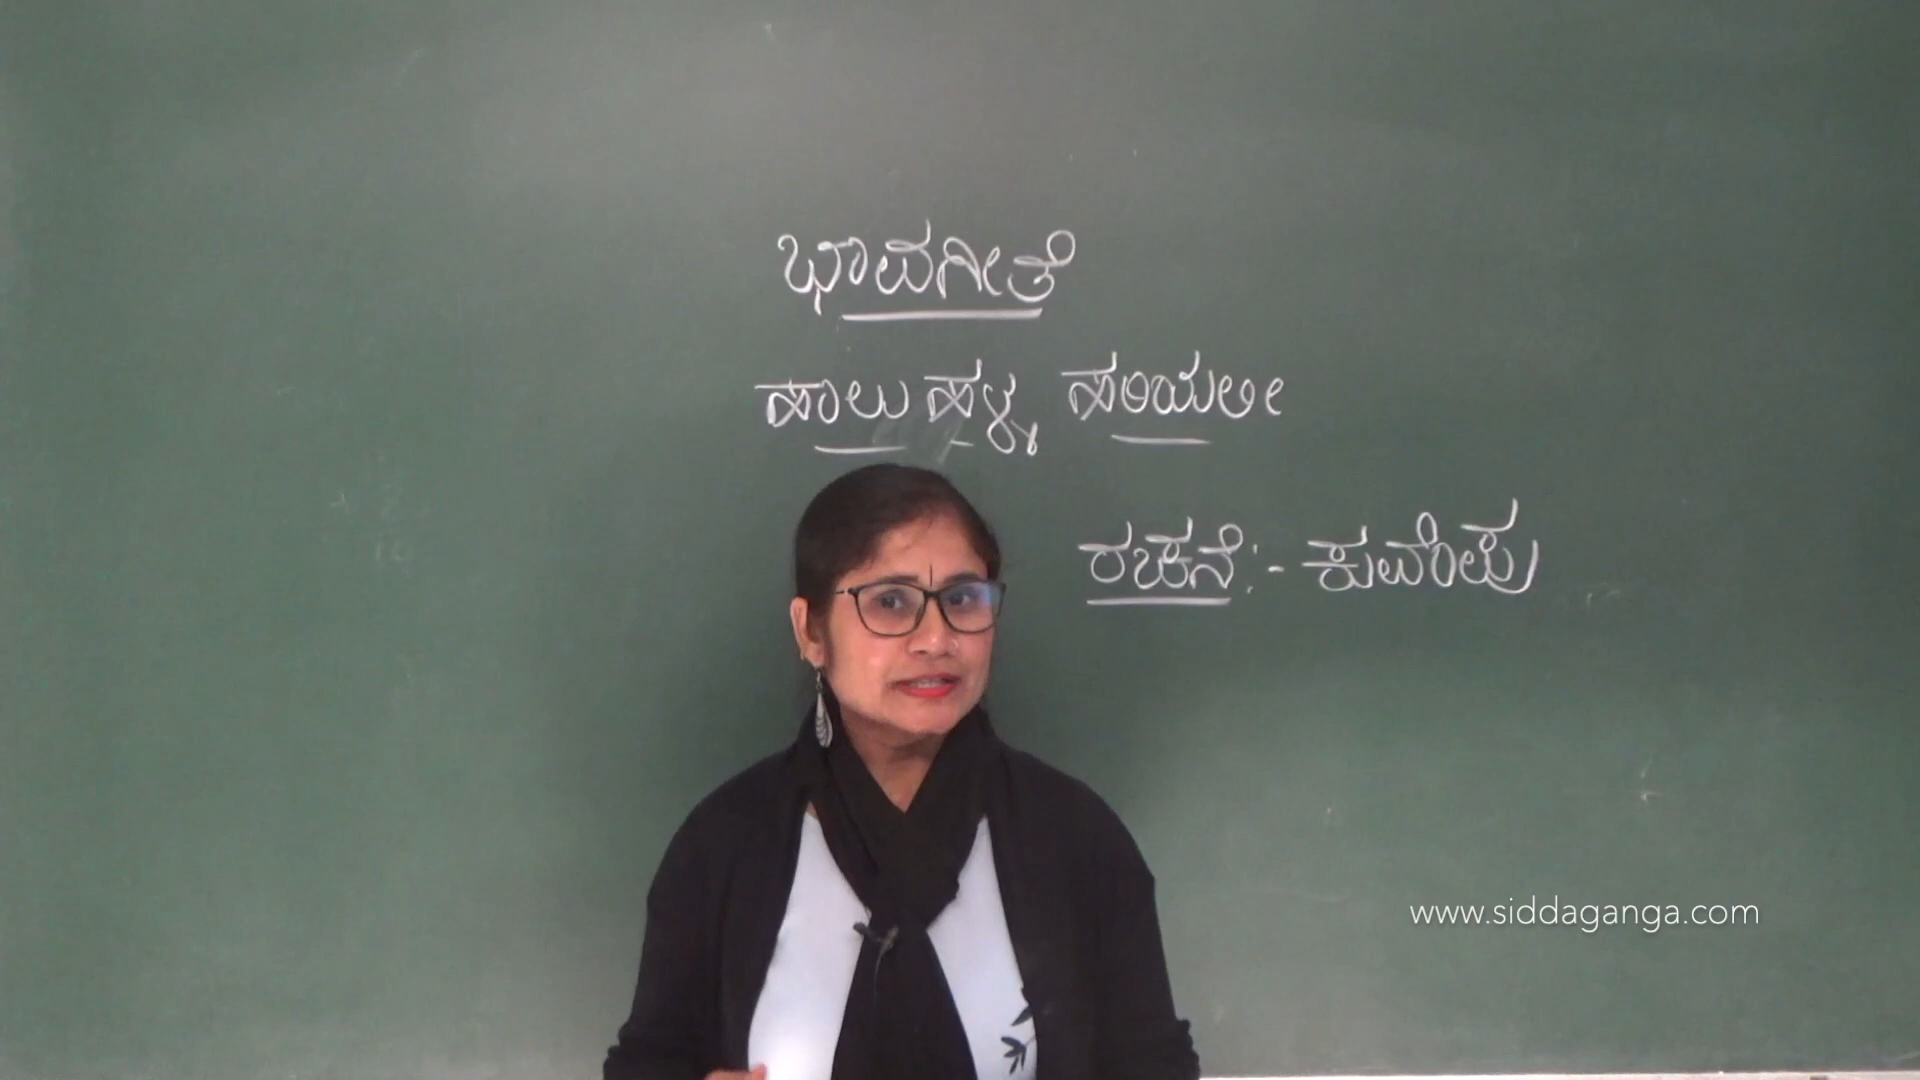 ಭಾವಗೀತೆ
ಹಾಲು ಹಳ್ಳ ಹರಿಯಲೀ
ರಚನೆ:- ಕುವೆಂಪು
www.siddaganga.com